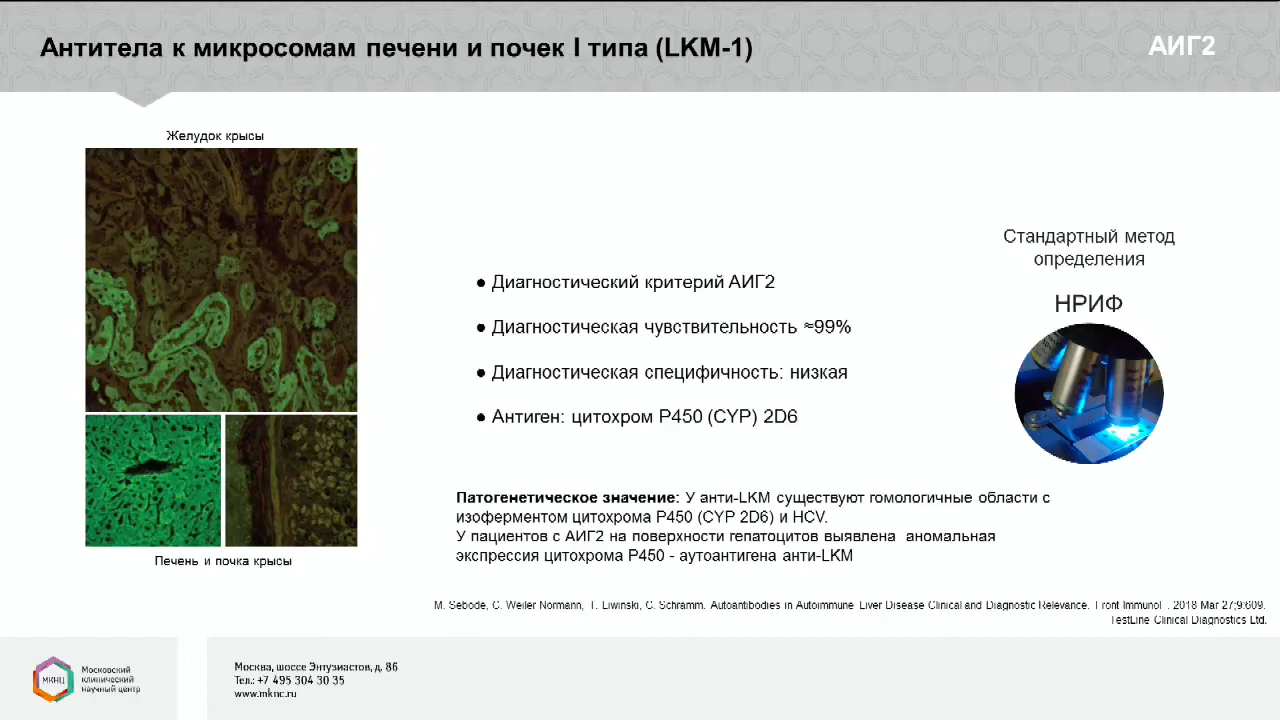 Антитела к микросомам печени и почек I типа (LKM-1)
АИГ2
Желудок крысы
Печень и почка крысы
● Диагностический критерий АИГ2
● Диагностическая чувствительность ≈99%
● Диагностическая специфичность: низкая
● Антиген: цитохром P450 (CYP) 2D6
Стандартный метод
определения
НРИФ
Патогенетическое значение: У анти-LKM существуют гомологичные области с
изоферментом цитохрома P450 (CYP 2D6) и HCV.
У пациентов с АИГ2 на поверхности гепатоцитов выявлена аномальная
экспрессия цитохрома P450 - аутоантигена анти-LKM
M. Sebode, C. Weiler Normann, T. Liwinski, C. Schramm. Autoantibodies in Autoimmune Liver Disease Clinical and Diagnostic Relevance. Front Immunol . 2018 Mar 27;9:609.
TestLine Clinical Diagnostics Ltd.
МКНЦ
Московский
клинический
научный центр
Москва, шоссе Энтузиастов, д. 86
Тел.: +7 495 304 30 35
www.mknc.ru